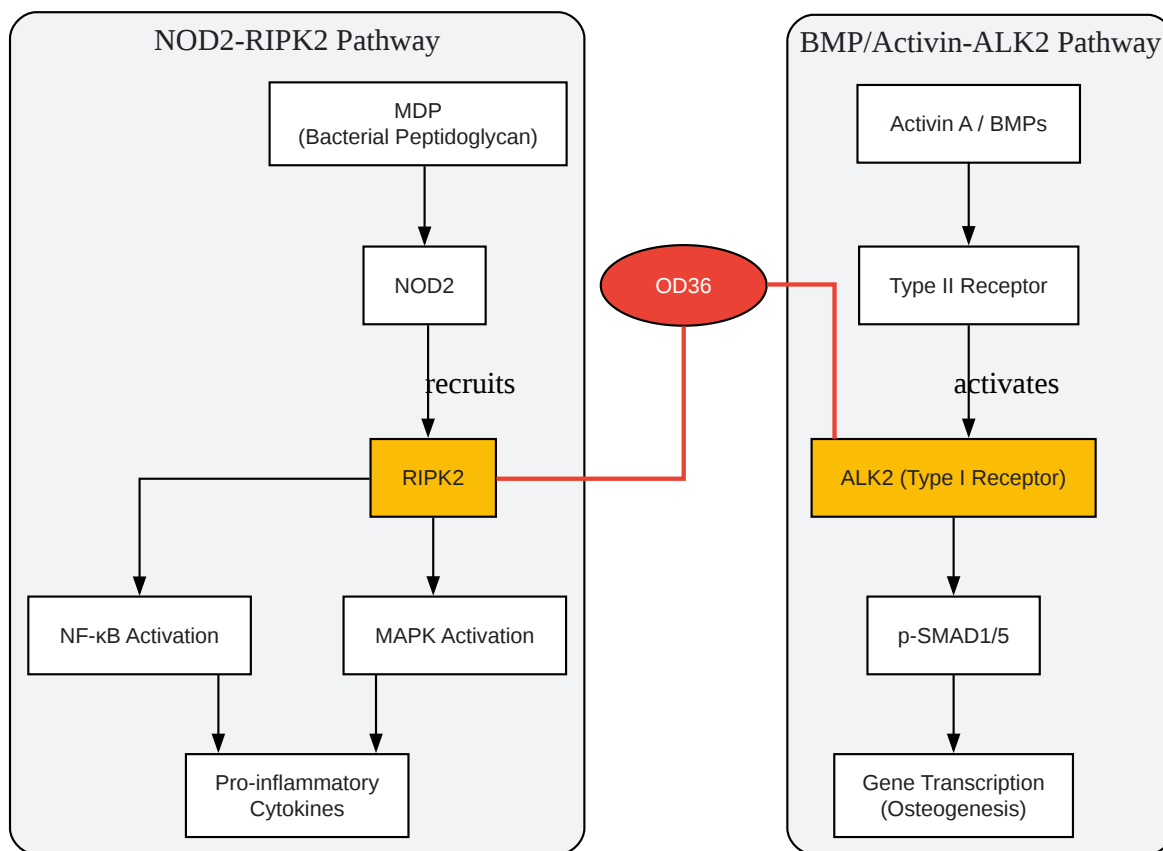 NOD2-RIPK2 Pathway
MDP
(Bacterial Peptidoglycan)
NOD2
recruits
RIPK2
NF-κB Activation
MAPK Activation
Pro-inflammatory
Cytokines
OD36
BMP/Activin-ALK2 Pathway
Activin A / BMPs
Type II Receptor
activates
ALK2 (Type I Receptor)
p-SMAD1/5
Gene Transcription
(Osteogenesis)